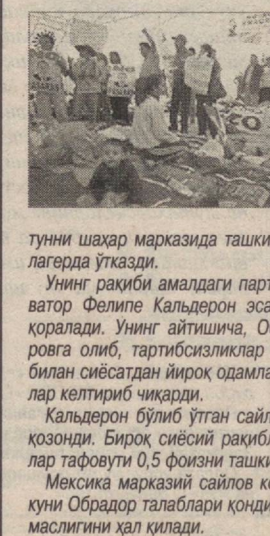 тунни шаҳар марказида ташки
лагерда ўтказди.
Унинг рақиби амалдаги парт
ватор Фелипе Кальдерон эса
қоралади. Унинг айтишича, О
ровга олиб, тартибсизликлар
билан сиёсатдан йироқ одамла
лар келтириб чиқарди.
Кальдерон бўлиб ўтган сайл
қозонди. Бироқ сиёсий рақибл
лар тафовути 0,5 фоизни ташки
Мексика марказий сайлов ко
куни Обрадор талаблари қонди
маслигини ҳал қилади.